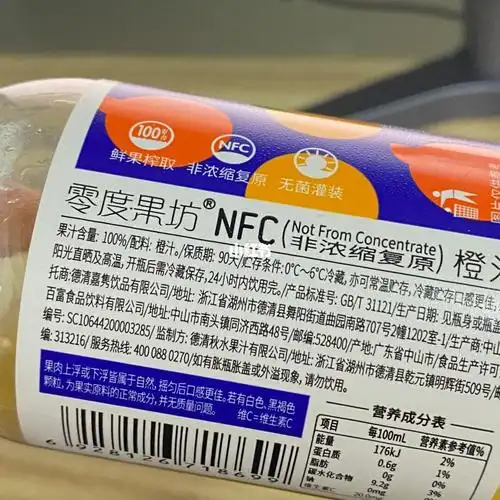 100%
NFC
鲜果榨取 非浓缩复原 无菌灌装
零度果坊® NFC (Not From Concentrate 非浓缩复原) 橙汁
果汁含量: 100%/配料: 橙汁。/保质期: 90天/贮存条件:0℃~6℃冷藏,亦可常温贮存,冷藏贮存口感更佳,
阳光直晒及高温,开瓶后需冷藏保存,24小时内饮用完。/产品标准号: GB/T 31121/生产日期: 见瓶身或瓶盖
托商: 德清嘉隽饮品有限公司/地址: 浙江省湖州市德清县舞阳街道曲园南路707号2幢1202室-1/生产商: 中山
百富食品饮料有限公司/地址: 中山市南头镇同济西路48号/邮编:528400/产地: 广东省中山市/食品生产许可
号: SC10644200003285/ 监制方: 德清秋水果汁有限公司/地址: 浙江省湖州市德清县乾元镇明辉街509号/邮
编: 313216/ 服务热线: 400 088 0270/如有胀瓶胀盖或外溢现象,请勿饮用。
果肉上浮或下浮皆属于自然,摇匀后口感更佳,若有白色、黑褐色
颗粒,为果实原料的正常成分,并无质量问题。 维C=维生素C
6 928126 718699
营养成分表
项目 每100mL 营养素参考值%
能量 176kJ 2%
蛋白质 0.6g 1%
脂肪 0g 0%
碳水化合物 9.2g 3%
钠 0mg 0%